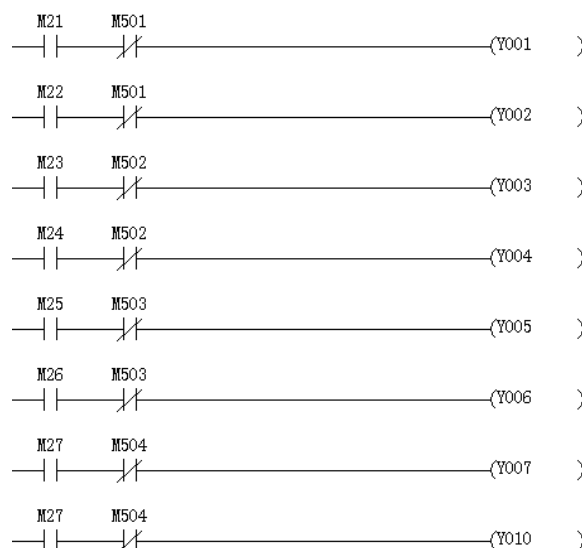 M21 M501
(Y001 )
M22 M501
(Y002 )
M23 M502
(Y003 )
M24 M502
(Y004 )
M25 M503
(Y005 )
M26 M503
(Y006 )
M27 M504
(Y007 )
M27 M504
(Y010 )